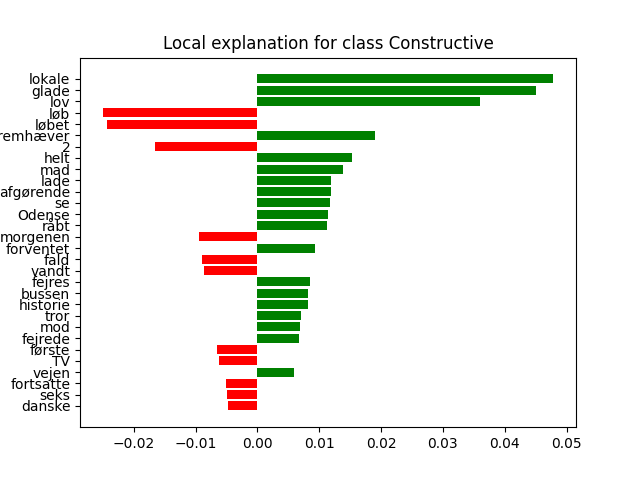 Local explanation for class Constructive
lokale
glade
lov
løb
løbet
remhæver
2
helt
mad
lade
afgørende
se
Odense
råbt
morgenen
forventet
fald
vandt
fejres
bussen
historie
tror
mod
fejrede
første
TV
vejen
fortsatte
seks
danske
−0.02 −0.01 0.00 0.01 0.02 0.03 0.04 0.05